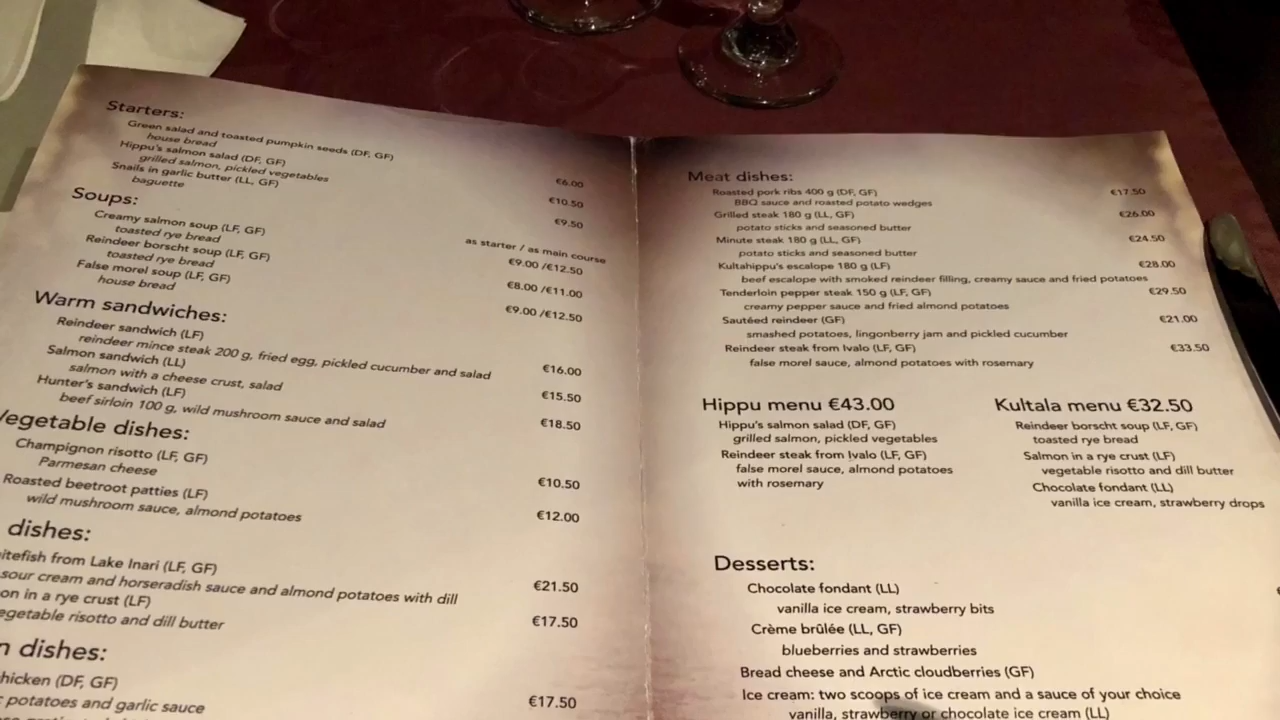 Starters:
Green salad and toasted pumpkin seeds (DF, GF)
house bread
€6.00
Hippu's salmon salad (DF, GF)
grilled salmon, pickled vegetables
€10.50
Snails in garlic butter (LL, GF)
baguette
€9.50
Soups:
as starter / as main course
Creamy salmon soup (LF, GF)
toasted rye bread
€9.00 /€12.50
Reindeer borscht soup (LF, GF)
toasted rye bread
€8.00 /€11.00
False morel soup (LF, GF)
house bread
€9.00 /€12.50
Warm sandwiches:
Reindeer sandwich (LF)
reindeer mince steak 200 g, fried egg, pickled cucumber and salad
€16.00
Salmon sandwich (LL)
salmon with a cheese crust, salad
€15.50
Hunter's sandwich (LF)
beef sirloin 100 g, wild mushroom sauce and salad
€18.50
Vegetable dishes:
Champignon risotto (LF, GF)
Parmesan cheese
€10.50
Roasted beetroot patties (LF)
wild mushroom sauce, almond potatoes
€12.00
dishes:
itefish from Lake Inari (LF, GF)
sour cream and horseradish sauce and almond potatoes with dill
€21.50
on in a rye crust (LF)
egetable risotto and dill butter
€17.50
n dishes:
hicken (DF, GF)
potatoes and garlic sauce
€17.50
Meat dishes:
Roasted pork ribs 400 g (DF, GF) €17.50
BBQ sauce and roasted potato wedges
Grilled steak 180 g (LL, GF) €26.00
potato sticks and seasoned butter
Minute steak 180 g (LL, GF) €24.50
potato sticks and seasoned butter
Kultahippu's escalope 180 g (LF) €28.00
beef escalope with smoked reindeer filling, creamy sauce and fried potatoes
Tenderloin pepper steak 150 g (LF, GF) €29.50
creamy pepper sauce and fried almond potatoes
Sautéed reindeer (GF) €21.00
smashed potatoes, lingonberry jam and pickled cucumber
Reindeer steak from Ivalo (LF, GF) €33.50
false morel sauce, almond potatoes with rosemary
Hippu menu €43.00
Hippu's salmon salad (DF, GF)
grilled salmon, pickled vegetables
Reindeer steak from Ivalo (LF, GF)
false morel sauce, almond potatoes
with rosemary
Kultala menu €32.50
Reindeer borscht soup (LF, GF)
toasted rye bread
Salmon in a rye crust (LF)
vegetable risotto and dill butter
Chocolate fondant (LL)
vanilla ice cream, strawberry drops
Desserts:
Chocolate fondant (LL)
vanilla ice cream, strawberry bits
Crème brûlée (LL, GF)
blueberries and strawberries
Bread cheese and Arctic cloudberries (GF)
Ice cream: two scoops of ice cream and a sauce of your choice
vanilla, strawberry or chocolate ice cream (LL)